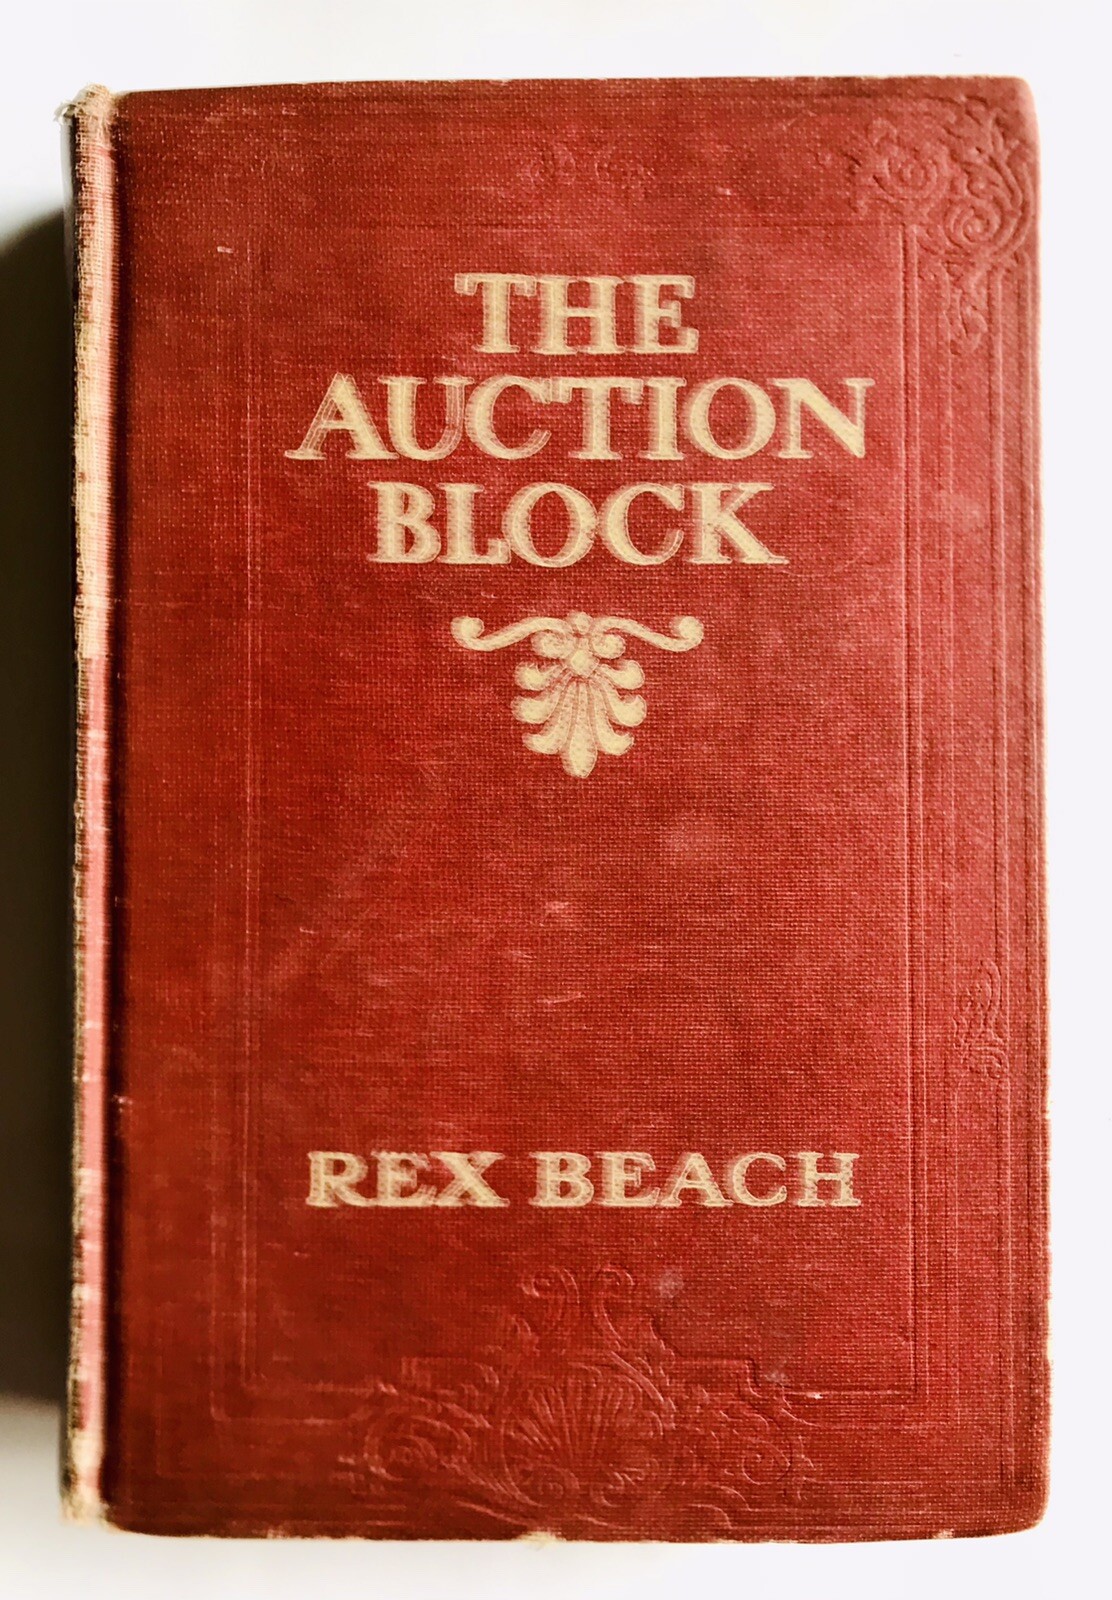 THE
AUCTION
BLOCK
REX BEACH